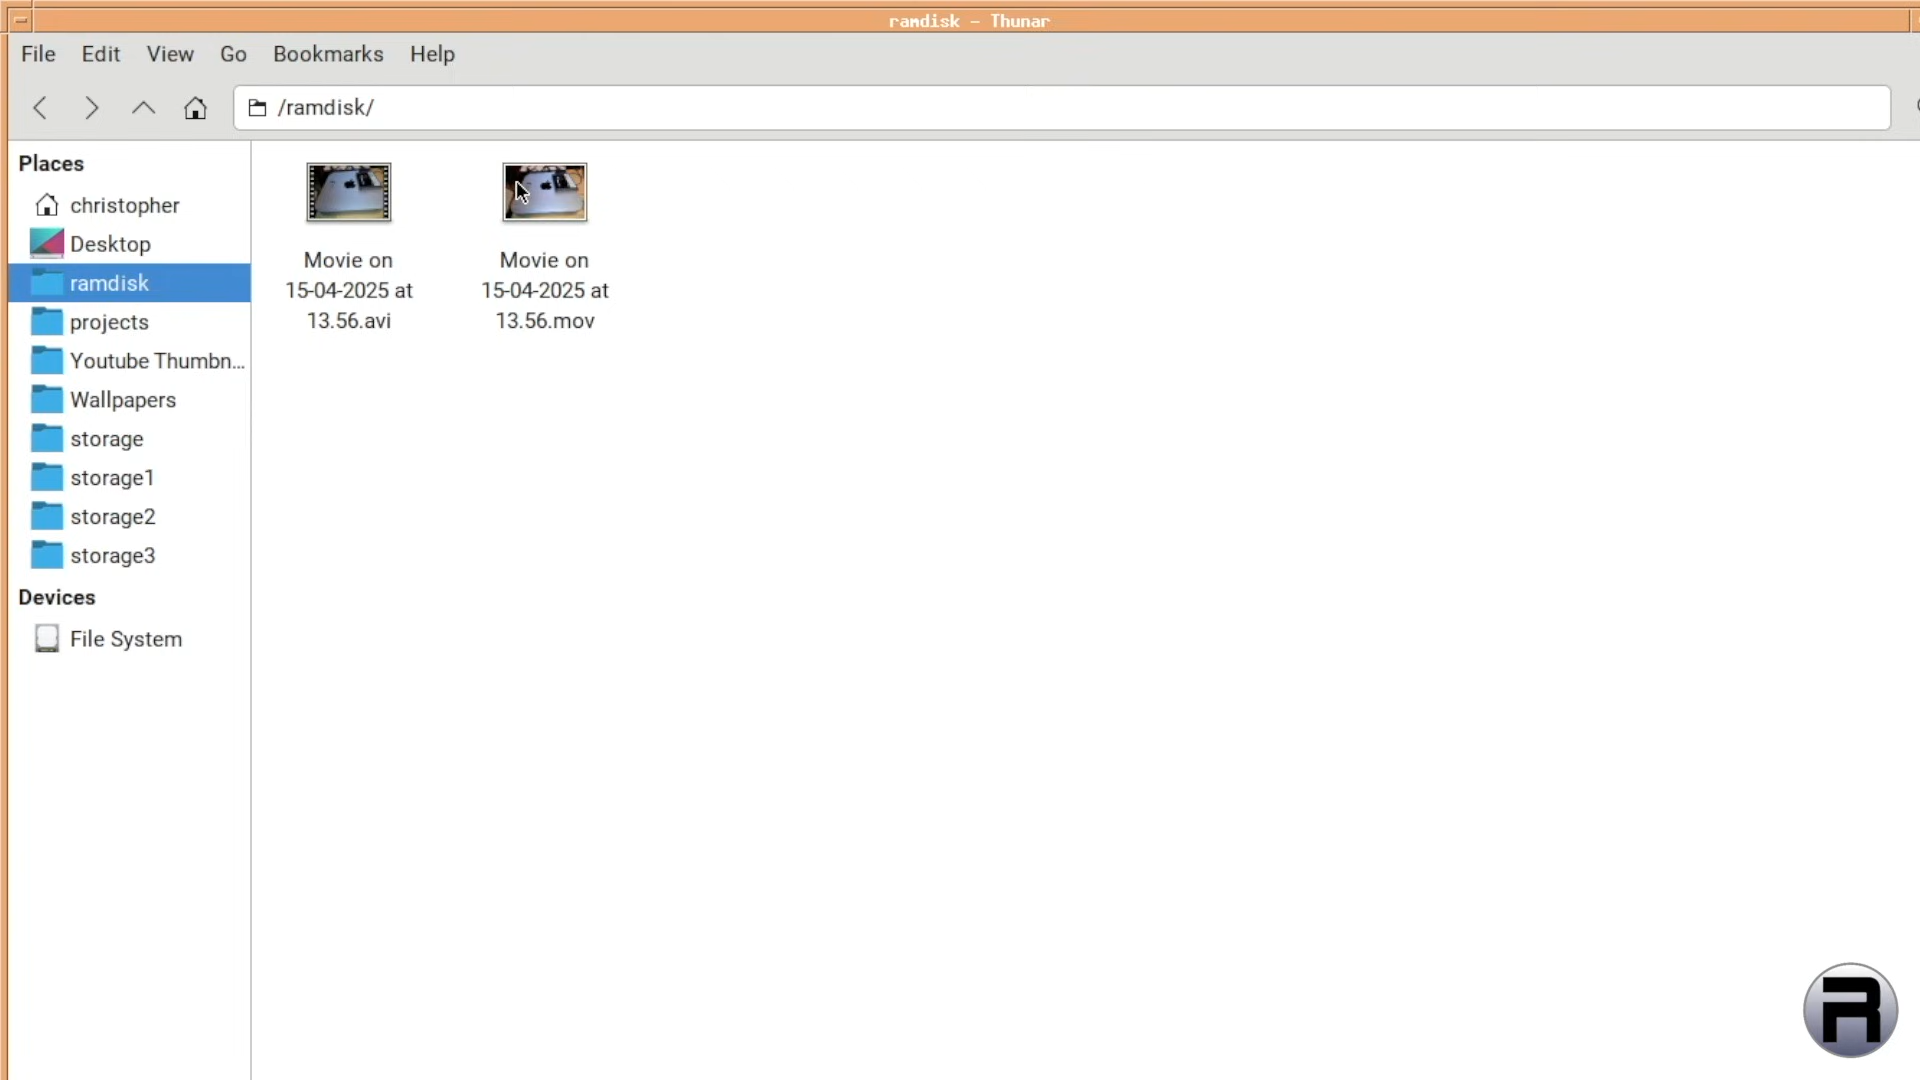 ramdisk - Thunar
File Edit View Go Bookmarks Help
/ramdisk/
Places
christopher
Desktop
ramdisk
projects
Youtube Thumbn...
Wallpapers
storage
storage1
storage2
storage3
Devices
File System
Movie on
15-04-2025 at
13.56.avi
Movie on
15-04-2025 at
13.56.mov
R